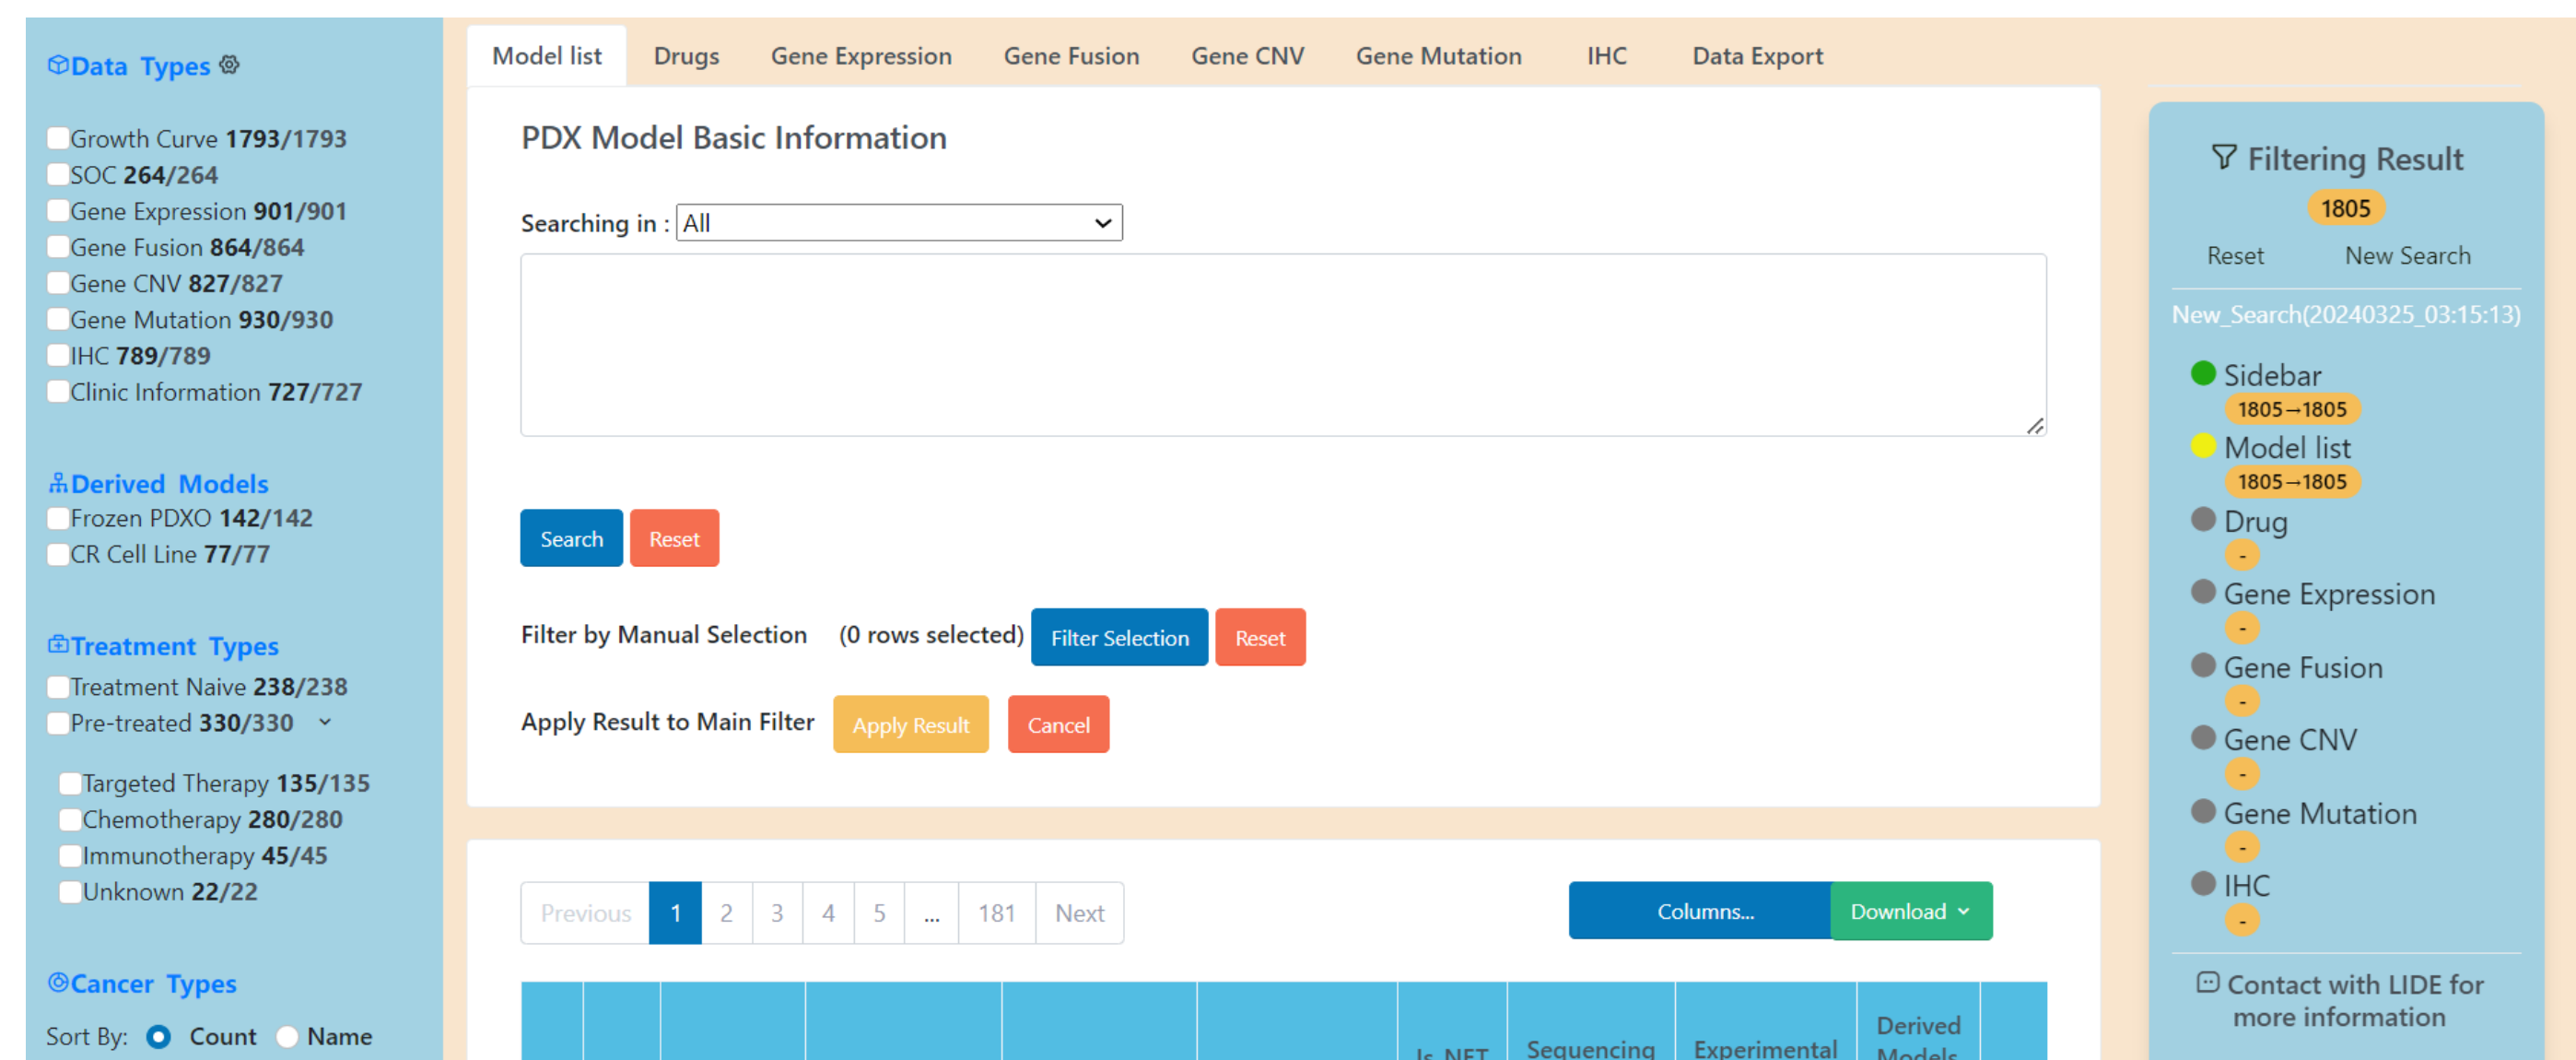 Data Types
Growth Curve 1793/1793
SOC 264/264
Gene Expression 901/901
Gene Fusion 864/864
Gene CNV 827/827
Gene Mutation 930/930
IHC 789/789
Clinic Information 727/727
Derived Models
Frozen PDXO 142/142
CR Cell Line 77/77
Treatment Types
Treatment Naive 238/238
Pre-treated 330/330
Targeted Therapy 135/135
Chemotherapy 280/280
Immunotherapy 45/45
Unknown 22/22
Cancer Types
Sort By: Count Name
Model list Drugs Gene Expression Gene Fusion Gene CNV Gene Mutation IHC Data Export
PDX Model Basic Information
Searching in : All
Search Reset
Filter by Manual Selection (0 rows selected) Filter Selection Reset
Apply Result to Main Filter Apply Result Cancel
Previous 1 2 3 4 5 ... 181 Next
Columns... Download
Is NET
Sequencing
Experimental
Derived
Models
Filtering Result
1805
Reset New Search
New_Search(20240325_03:15:13)
Sidebar
1805→1805
Model list
1805→1805
Drug
-
Gene Expression
-
Gene Fusion
-
Gene CNV
-
Gene Mutation
-
IHC
-
Contact with LIDE for
more information